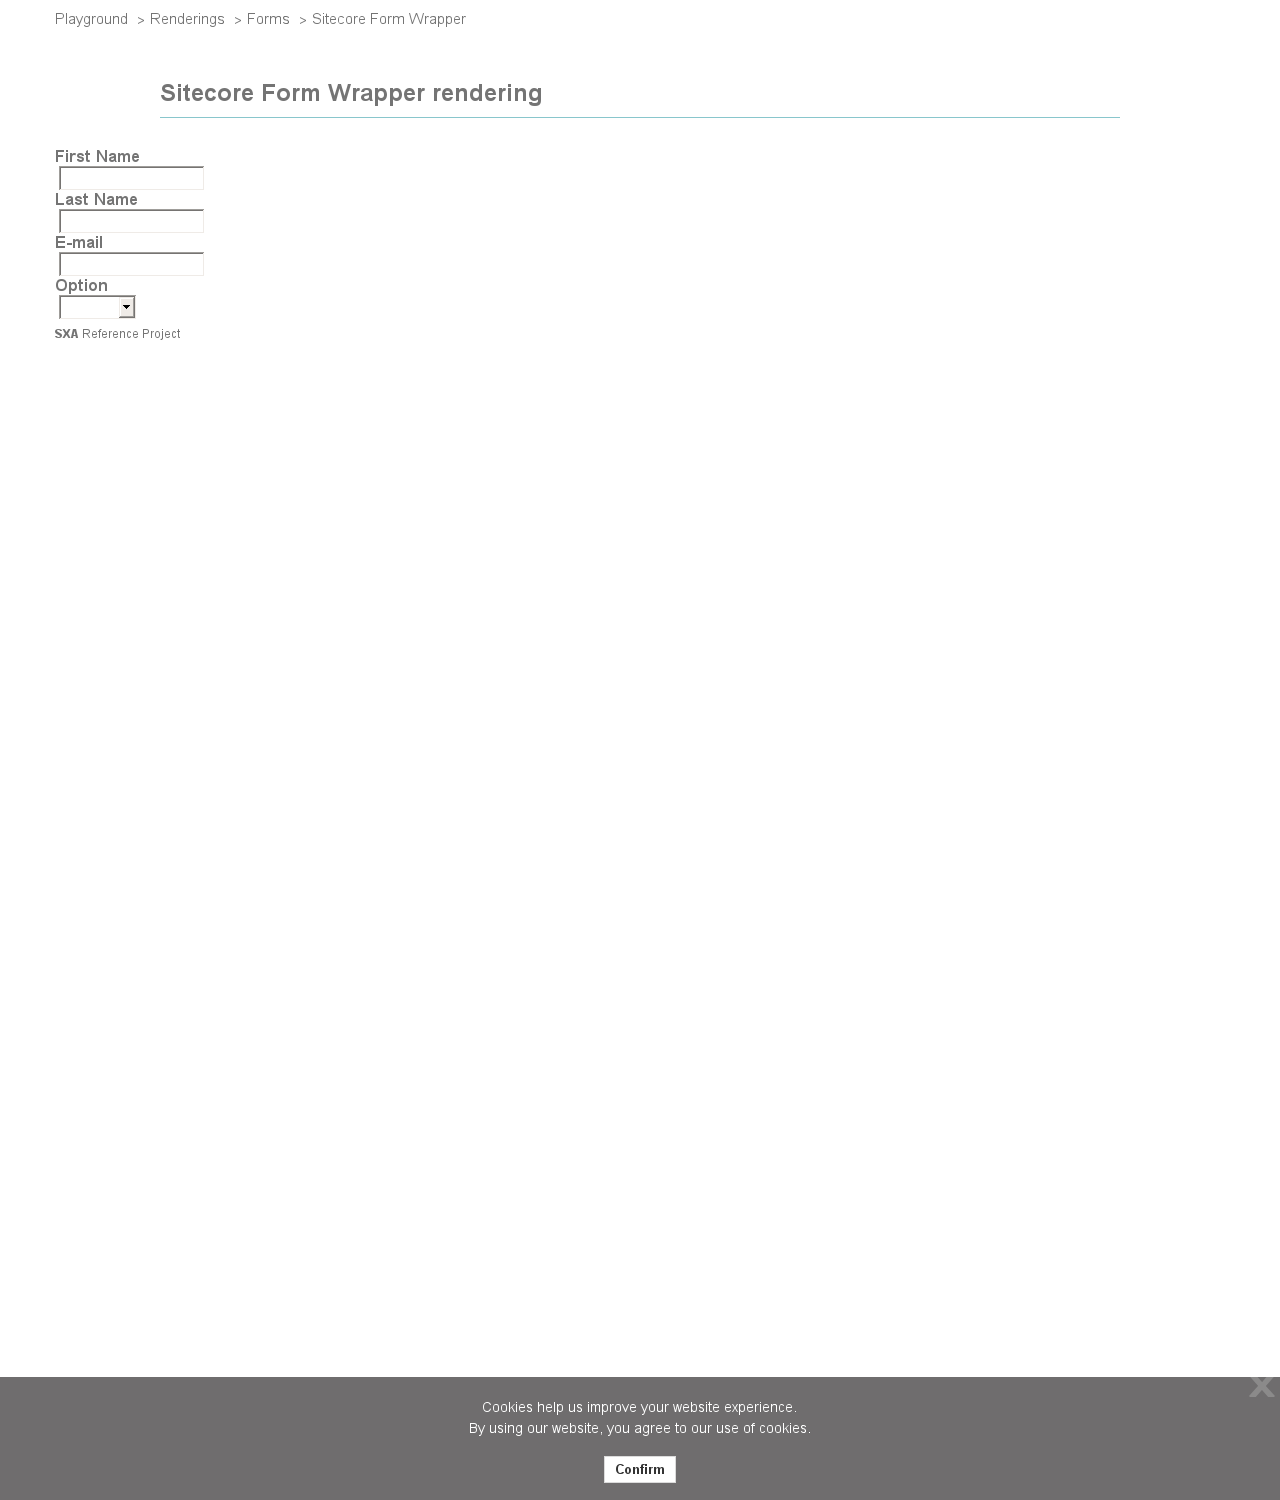 Playground > Renderings > Forms > Sitecore Form Wrapper
Sitecore Form Wrapper rendering
First Name
Last Name
E-mail
Option
SXA Reference Project
X
Cookies help us improve your website experience.
By using our website, you agree to our use of cookies.
Confirm